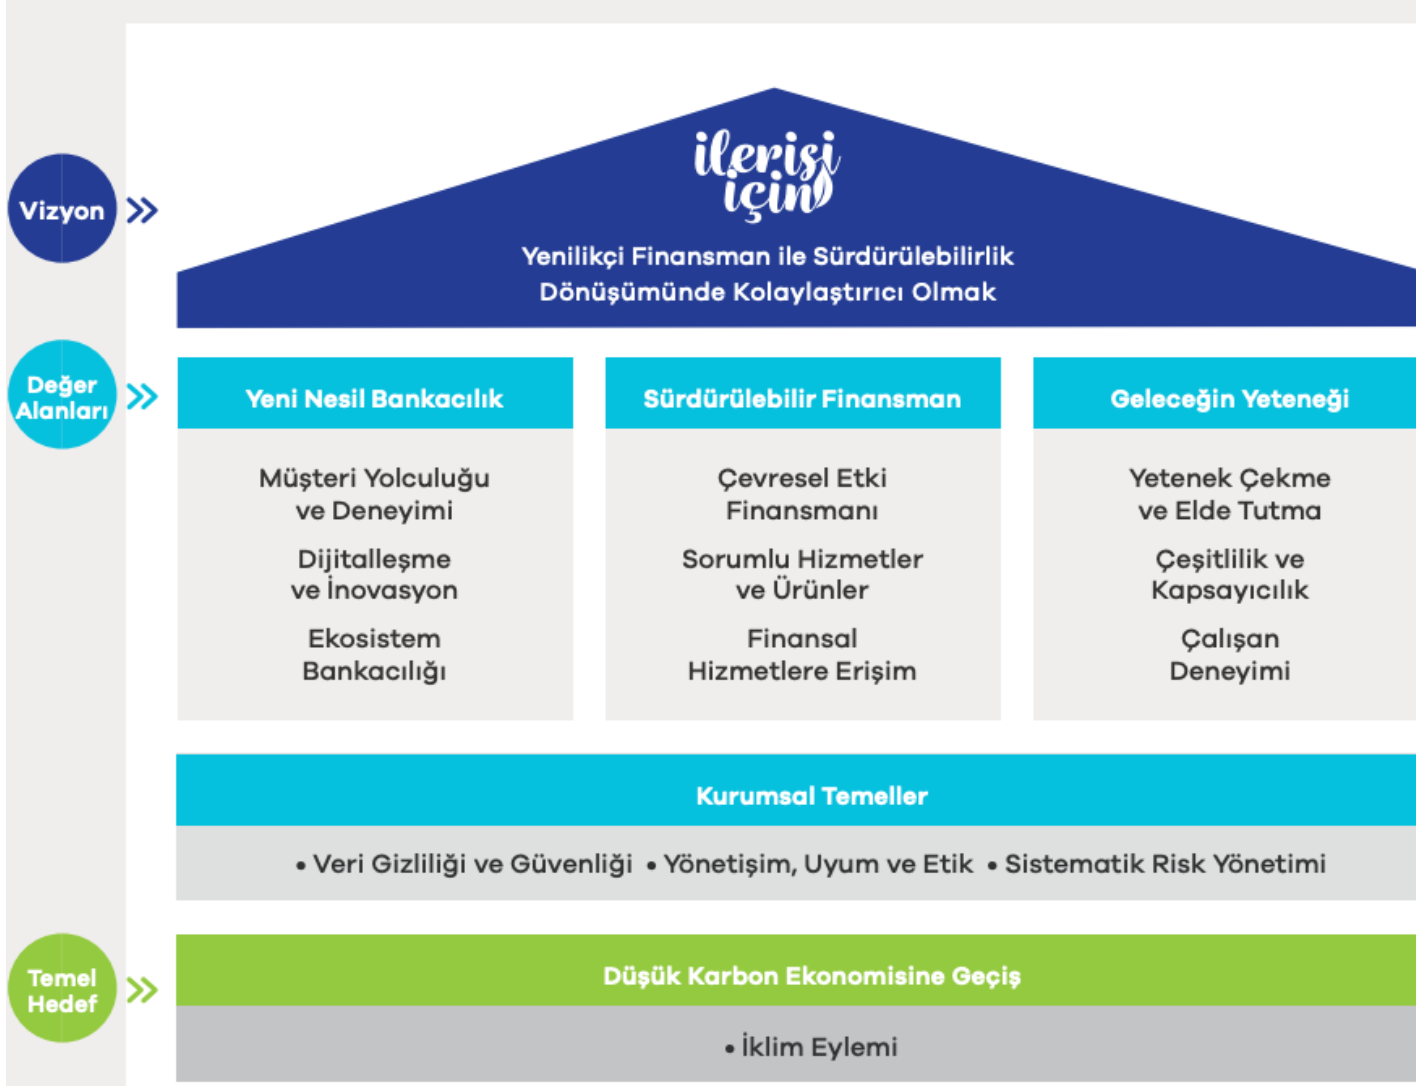 ilerisi
için
Vizyon
Yenilikçi Finansman ile Sürdürülebilirlik
Dönüşümünde Kolaylaştırıcı Olmak
Değer
Alanları
Yeni Nesil Bankacılık
Müşteri Yolculuğu
ve Deneyimi
Dijitalleşme
ve İnovasyon
Ekosistem
Bankacılığı
Sürdürülebilir Finansman
Çevresel Etki
Finansmanı
Sorumlu Hizmetler
ve Ürünler
Finansal
Hizmetlere Erişim
Geleceğin Yeteneği
Yetenek Çekme
ve Elde Tutma
Çeşitlilik ve
Kapsayıcılık
Çalışan
Deneyimi
Kurumsal Temeller
• Veri Gizliliği ve Güvenliği • Yönetişim, Uyum ve Etik • Sistematik Risk Yönetimi
Temel
Hedef
Düşük Karbon Ekonomisine Geçiş
• İklim Eylemi